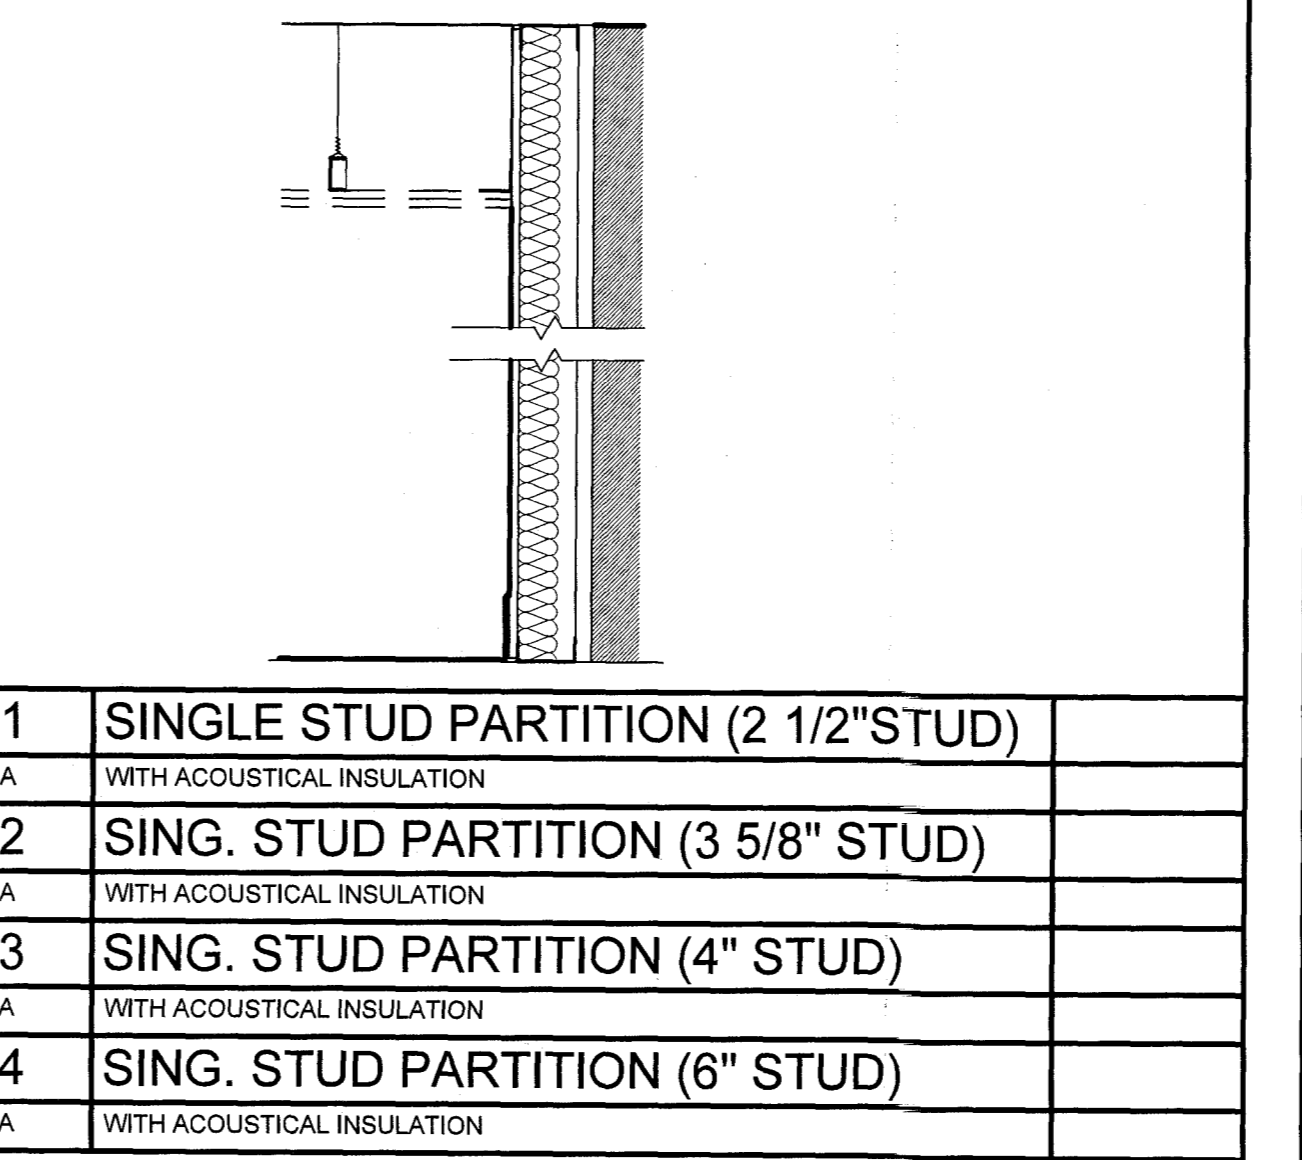 1 SINGLE STUD PARTITION (2 1/2"STUD)
A WITH ACOUSTICAL INSULATION
2 SING. STUD PARTITION (3 5/8" STUD)
A WITH ACOUSTICAL INSULATION
3 SING. STUD PARTITION (4" STUD)
A WITH ACOUSTICAL INSULATION
4 SING. STUD PARTITION (6" STUD)
A WITH ACOUSTICAL INSULATION